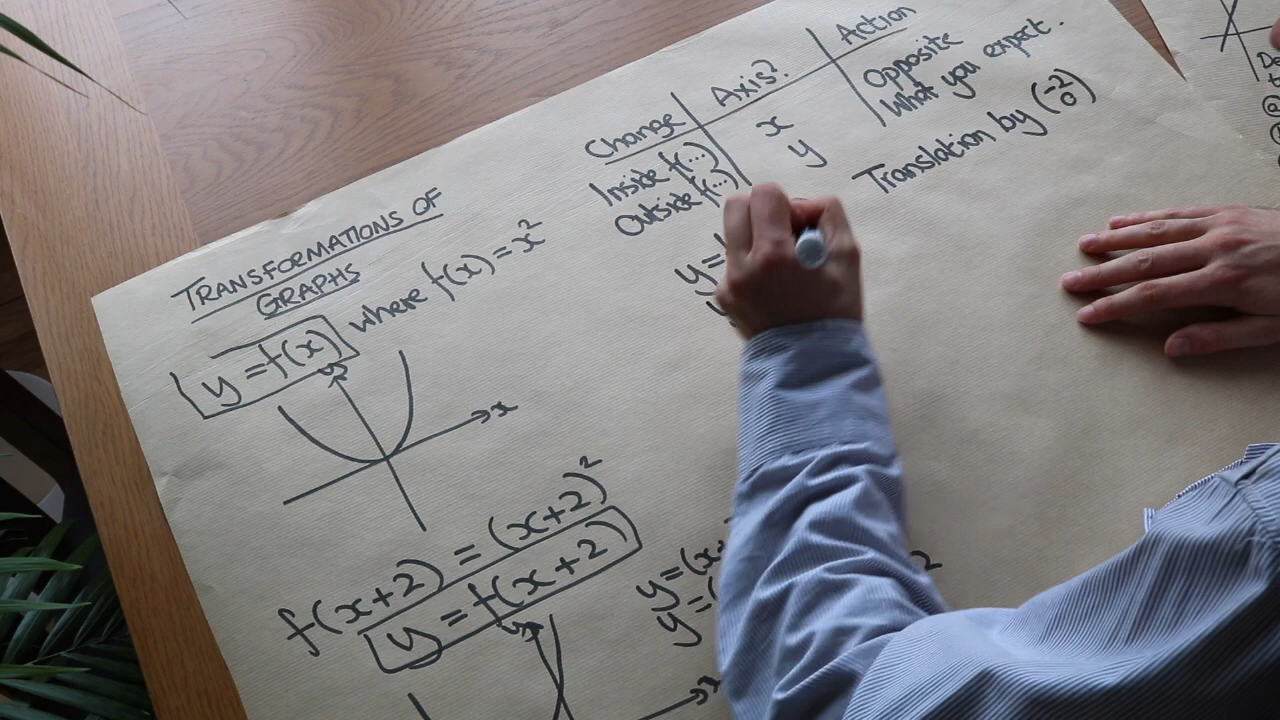 TRANSFORMATIONS OF
GRAPHS
y = f(x) where f(x) = x²
y
x
f(x+2) = (x+2)²
y = f(x+2)
y
x
Change Axis? Action
Inside f(...) x Opposite
What you expect.
Outside f(...) y
Translation by (-2 0)
y=
y=(x+
y=(
2